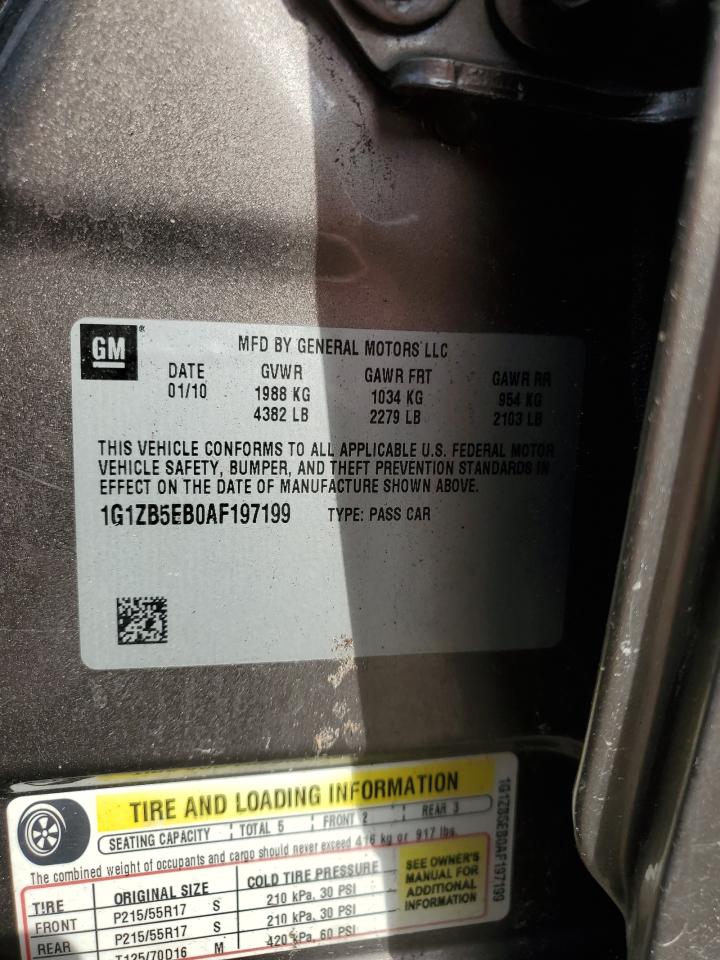 GM ®
MFD BY GENERAL MOTORS LLC
DATE GVWR GAWR FRT GAWR RR
01/10 1988 KG 1034 KG 954 KG
4382 LB 2279 LB 2103 LB
THIS VEHICLE CONFORMS TO ALL APPLICABLE U.S. FEDERAL MOTOR
VEHICLE SAFETY, BUMPER, AND THEFT PREVENTION STANDARDS IN
EFFECT ON THE DATE OF MANUFACTURE SHOWN ABOVE.
1G1ZB5EB0AF197199 TYPE: PASS CAR
TIRE AND LOADING INFORMATION
SEATING CAPACITY TOTAL 5 FRONT 2 REAR 3
The combined weight of occupants and cargo should never exceed 416 kg or 917 lbs.
TIRE ORIGINAL SIZE COLD TIRE PRESSURE
FRONT P215/55R17 S 210 kPa, 30 PSI
REAR P215/55R17 S 210 kPa, 30 PSI
T125/70D16 M 420 kPa, 60 PSI
SEE OWNER'S
MANUAL FOR
ADDITIONAL
INFORMATION
1G1ZB5EB0AF197199